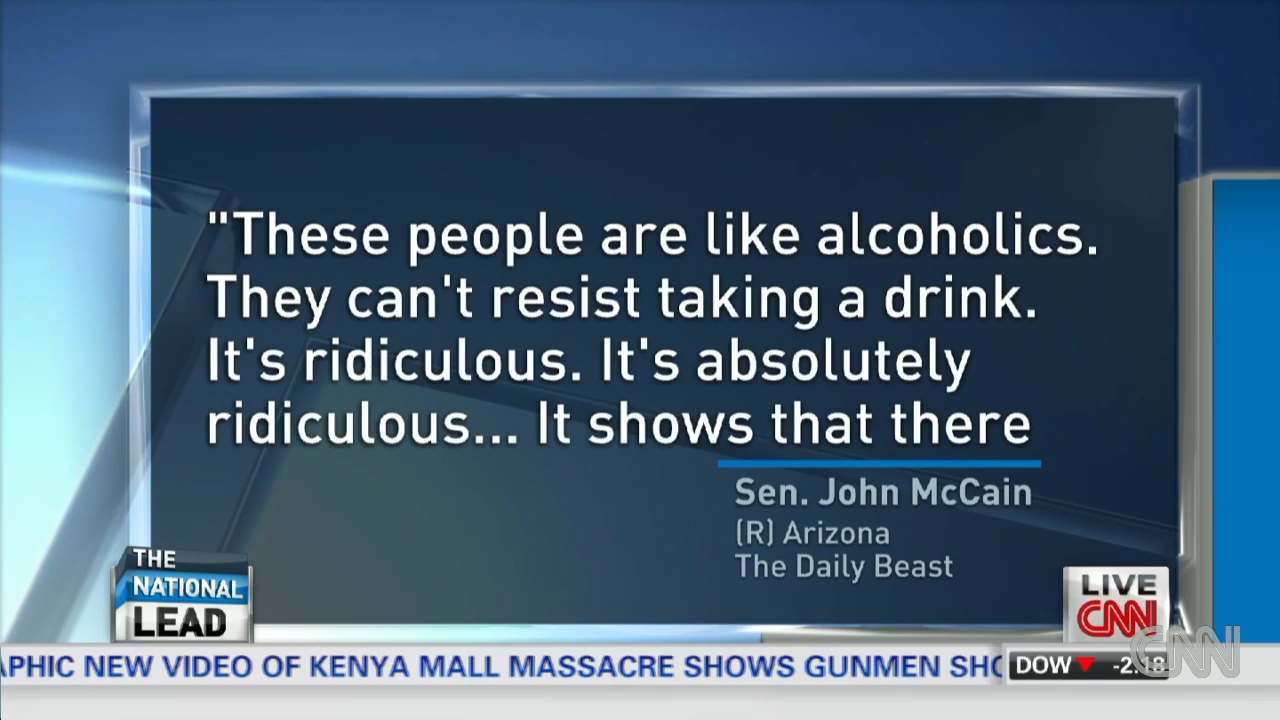 "These people are like alcoholics.
They can't resist taking a drink.
It's ridiculous. It's absolutely
ridiculous... It shows that there
Sen. John McCain
(R) Arizona
The Daily Beast
THE
NATIONAL
LEAD
LIVE
CNN
CNN
APHIC NEW VIDEO OF KENYA MALL MASSACRE SHOWS GUNMEN SHO
DOW ▼ -2.18